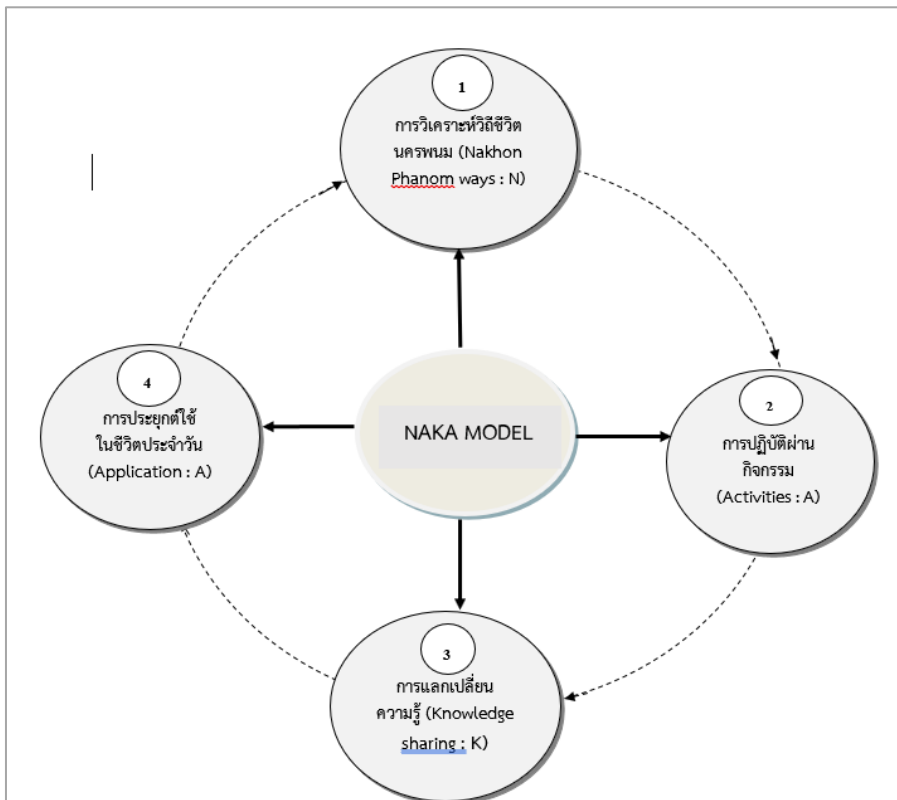 1
การวิเคราะห์วิถีชีวิต
นครพนม (Nakhon
Phanom ways : N)
2
การปฏิบัติผ่าน
กิจกรรม
(Activities : A)
3
การแลกเปลี่ยน
ความรู้ (Knowledge
sharing : K)
4
การประยุกต์ใช้
ในชีวิตประจำวัน
(Application : A)
NAKA MODEL